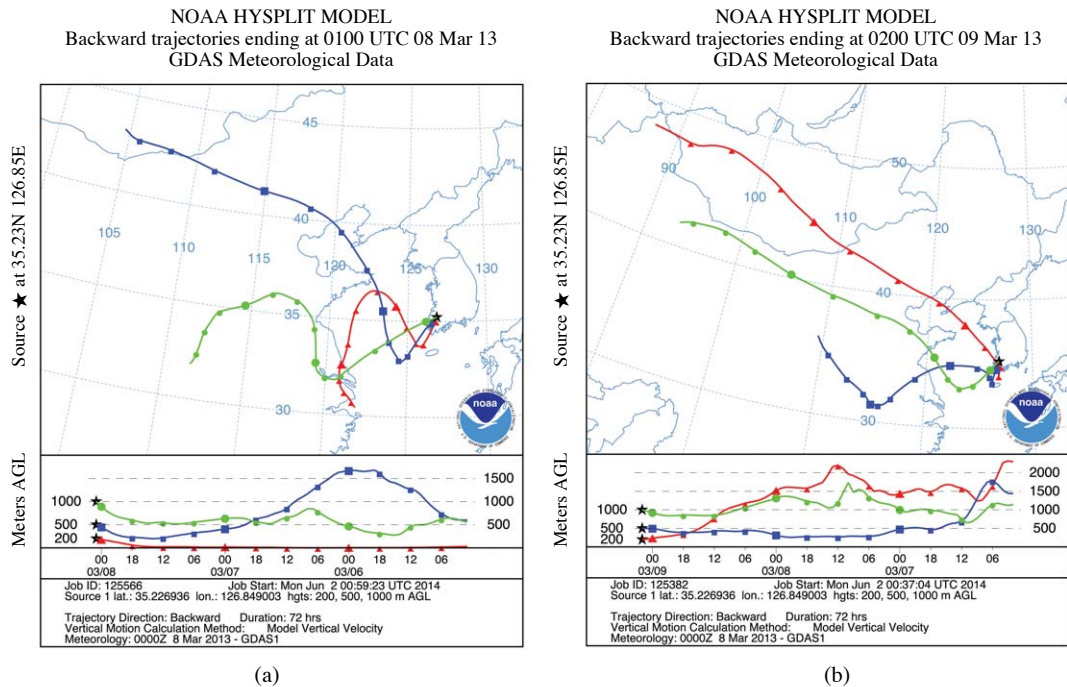 NOAA HYSPLIT MODEL
Backward trajectories ending at 0100 UTC 08 Mar 13
GDAS Meteorological Data
Source ★ at 35.23N 126.85E
45
40
105
110
115
120
125
130
35
30
noaa
Meters AGL
1500
1000
1000
500
500
200
00 18 12 06 00 18 12 06 00 18 12 06
03/08 03/07 03/06
Job ID: 125566 Job Start: Mon Jun 2 00:59:23 UTC 2014
Source 1 lat.: 35.226936 lon.: 126.849003 hgts: 200, 500, 1000 m AGL
Trajectory Direction: Backward Duration: 72 hrs
Vertical Motion Calculation Method: Model Vertical Velocity
Meteorology: 0000Z 8 Mar 2013 - GDAS1
(a)
NOAA HYSPLIT MODEL
Backward trajectories ending at 0200 UTC 09 Mar 13
GDAS Meteorological Data
Source ★ at 35.23N 126.85E
50
90
100
110
120
130
40
30
noaa
Meters AGL
2000
1500
1000
1000
500
500
200
00 18 12 06 00 18 12 06 00 18 12 06
03/09 03/08 03/07
Job ID: 125382 Job Start: Mon Jun 2 00:37:04 UTC 2014
Source 1 lat.: 35.226936 lon.: 126.849003 hgts: 200, 500, 1000 m AGL
Trajectory Direction: Backward Duration: 72 hrs
Vertical Motion Calculation Method: Model Vertical Velocity
Meteorology: 0000Z 8 Mar 2013 - GDAS1
(b)